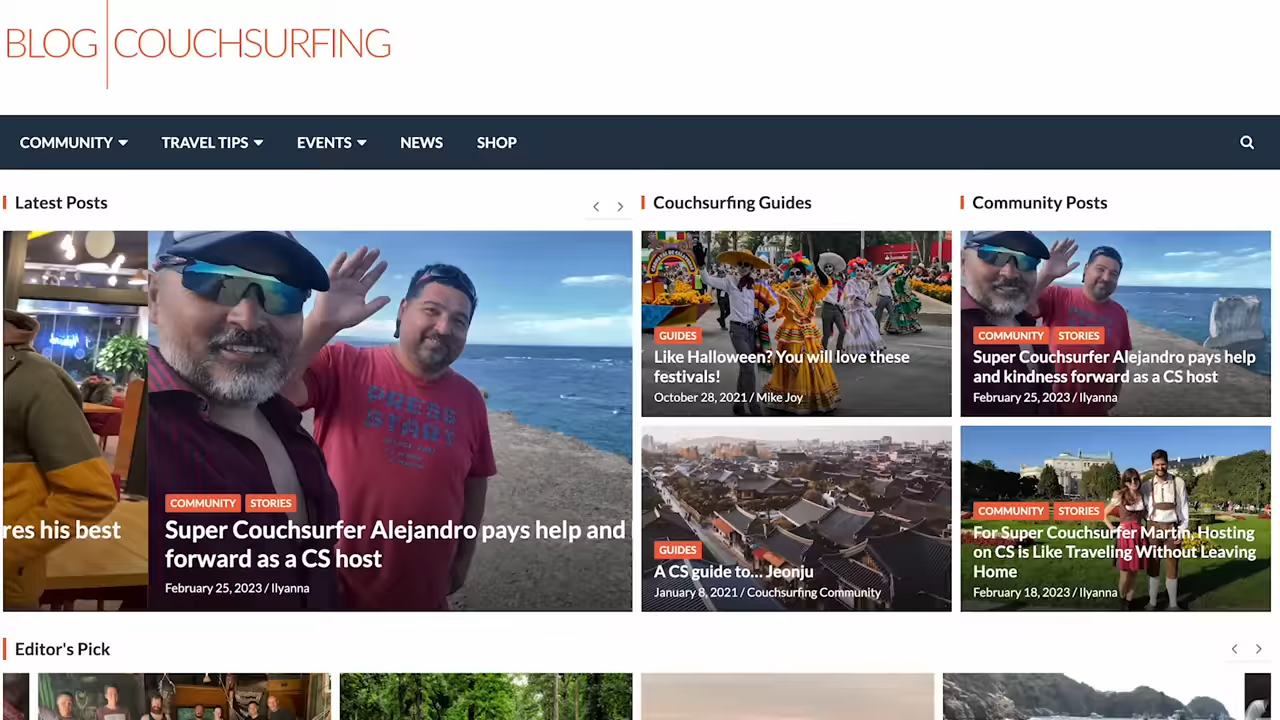 BLOG COUCHSURFING
COMMUNITY TRAVEL TIPS EVENTS NEWS SHOP
Latest Posts
res his best
COMMUNITY STORIES
Super Couchsurfer Alejandro pays help and
forward as a CS host
February 25, 2023 / Ilyanna
PRESS
START
Couchsurfing Guides
GUIDES
Like Halloween? You will love these
festivals!
October 28, 2021 / Mike Joy
GUIDES
A CS guide to... Jeonju
January 8, 2021 / Couchsurfing Community
Community Posts
COMMUNITY STORIES
Super Couchsurfer Alejandro pays help
and kindness forward as a CS host
February 25, 2023 / Ilyanna
COMMUNITY STORIES
For Super Couchsurfer Martin, Hosting
on CS is Like Traveling Without Leaving
Home
February 18, 2023 / Ilyanna
Editor's Pick